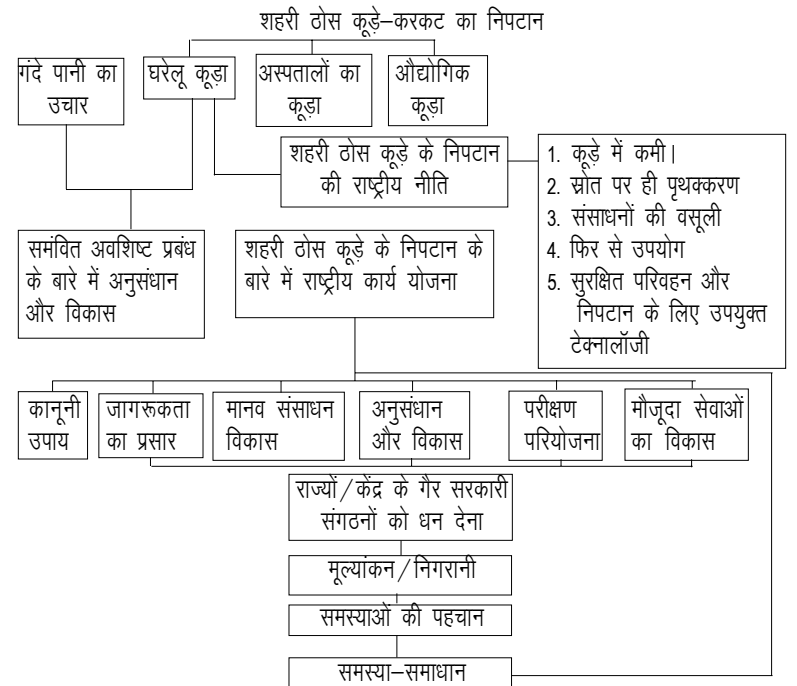 शहरी ठोस कूड़े–करकट का निपटान
गंदे पानी का
उचार
घरेलू कूड़ा
अस्पतालों का
कूड़ा
औद्योगिक
कूड़ा
शहरी ठोस कूड़े के निपटान
की राष्ट्रीय नीति
1. कूड़े में कमी।
2. स्रोत पर ही पृथक्करण
3. संसाधनों की वसूली
4. फिर से उपयोग
5. सुरक्षित परिवहन और
निपटान के लिए उपयुक्त
टेक्नालॉजी
समंवित अवशिष्ट प्रबंध
के बारे में अनुसंधान
और विकास
शहरी ठोस कूड़े के निपटान के
बारे में राष्ट्रीय कार्य योजना
कानूनी
उपाय
जागरूकता
का प्रसार
मानव संसाधन
विकास
अनुसंधान
और विकास
परीक्षण
परियोजना
मौजूदा सेवाओं
का विकास
राज्यों/केंद्र के गैर सरकारी
संगठनों को धन देना
मूल्यांकन/निगरानी
समस्याओं की पहचान
समस्या–समाधान